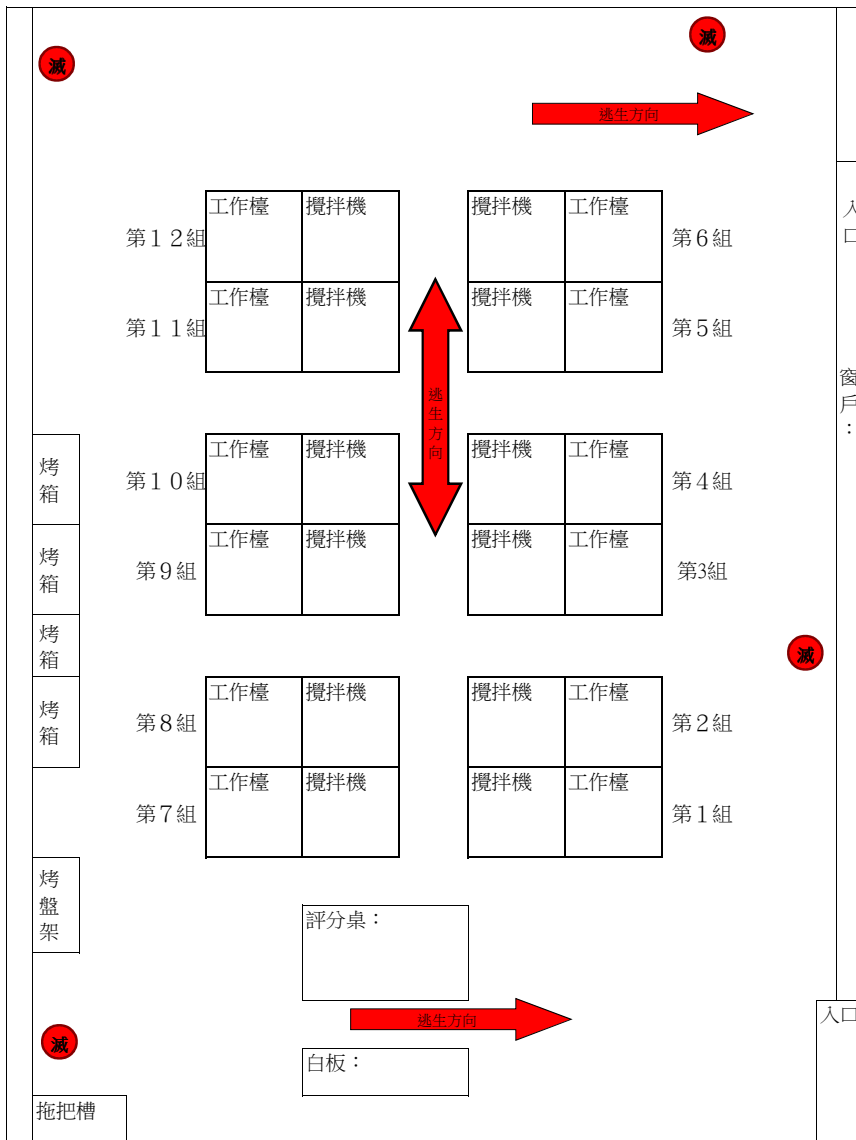 滅
滅
逃生方向
工作檯 攪拌機 攪拌機 工作檯
第１２組 第６組
入
口
工作檯 攪拌機 攪拌機 工作檯
第１１組 第５組
窗
戶
：
逃
生
方
向
工作檯 攪拌機 攪拌機 工作檯
烤
箱
第１０組 第４組
工作檯 攪拌機 攪拌機 工作檯
烤
箱
第９組 第3組
烤
箱
滅
工作檯 攪拌機 攪拌機 工作檯
烤
箱
第８組 第２組
工作檯 攪拌機 攪拌機 工作檯
第７組 第１組
烤
盤
架
評分桌：
逃生方向
入口
滅
白板：
拖把槽